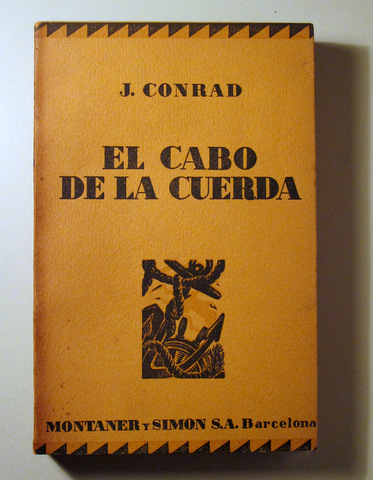 J. CONRAD
EL CABO
DE LA CUERDA
MONTANER Y SIMON S.A. Barcelona